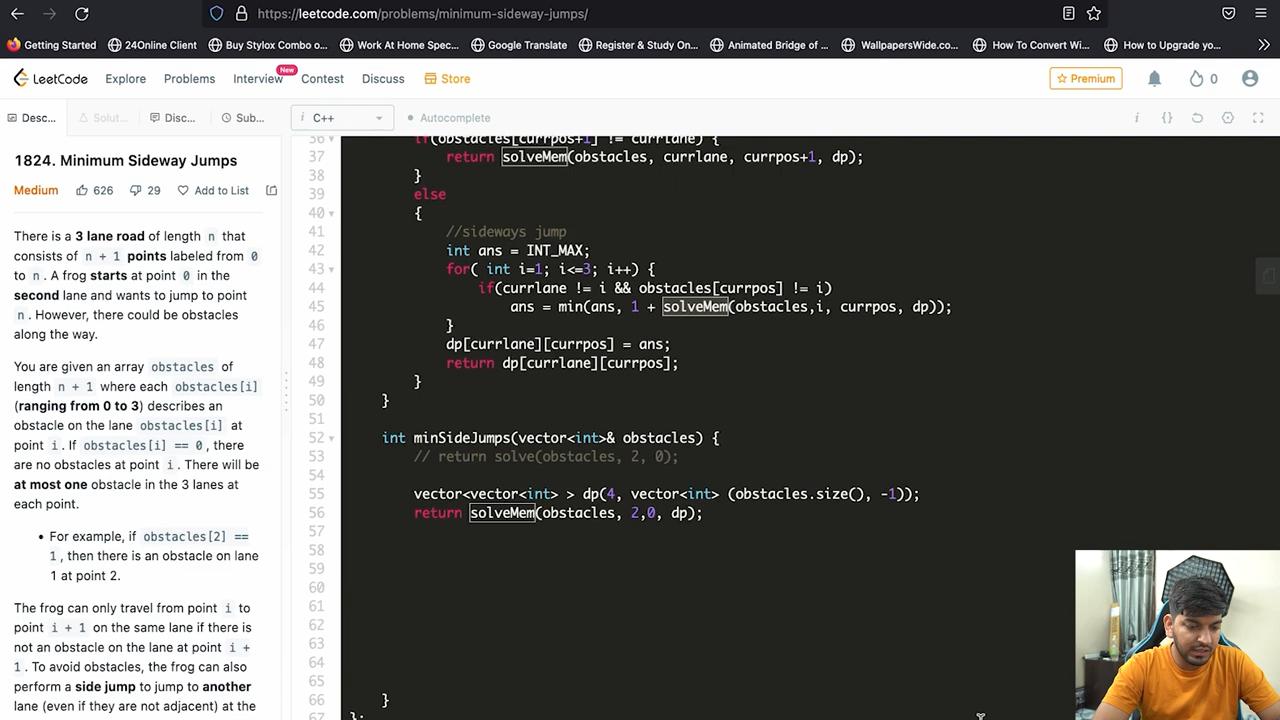 https://leetcode.com/problems/minimum-sideway-jumps/
Getting Started 24Online Client Buy Stylox Combo o... Work At Home Spec... Google Translate Register & Study On... Animated Bridge of ... WallpapersWide.co... How To Convert Wi... How to Upgrade yo...
LeetCode Explore Problems Interview New Contest Discuss Store Premium 0
Desc... Solut... Disc... Sub... i C++ Autocomplete
1824. Minimum Sideway Jumps
Medium 626 29 Add to List
There is a 3 lane road of length n that
consists of n + 1 points labeled from 0
to n. A frog starts at point 0 in the
second lane and wants to jump to point
n. However, there could be obstacles
along the way.
You are given an array obstacles of
length n + 1 where each obstacles[i]
(ranging from 0 to 3) describes an
obstacle on the lane obstacles[i] at
point i. If obstacles[i] == 0, there
are no obstacles at point i. There will be
at most one obstacle in the 3 lanes at
each point.
• For example, if obstacles[2] ==
1, then there is an obstacle on lane
1 at point 2.
The frog can only travel from point i to
point i + 1 on the same lane if there is
not an obstacle on the lane at point i +
1. To avoid obstacles, the frog can also
perform a side jump to jump to another
lane (even if they are not adjacent) at the
36 if(obstacles[currpos+1] != currlane) {
37 return solveMem(obstacles, currlane, currpos+1, dp);
38 }
39 else
40 {
41 //sideways jump
42 int ans = INT_MAX;
43 for( int i=1; i<=3; i++) {
44 if(currlane != i && obstacles[currpos] != i)
45 ans = min(ans, 1 + solveMem(obstacles,i, currpos, dp));
46 }
47 dp[currlane][currpos] = ans;
48 return dp[currlane][currpos];
49 }
50 }
51
52 int minSideJumps(vector<int>& obstacles) {
53 // return solve(obstacles, 2, 0);
54
55 vector<vector<int> > dp(4, vector<int> (obstacles.size(), -1));
56 return solveMem(obstacles, 2,0, dp);
57
58
59
60
61
62
63
64
65
66 }
67 };